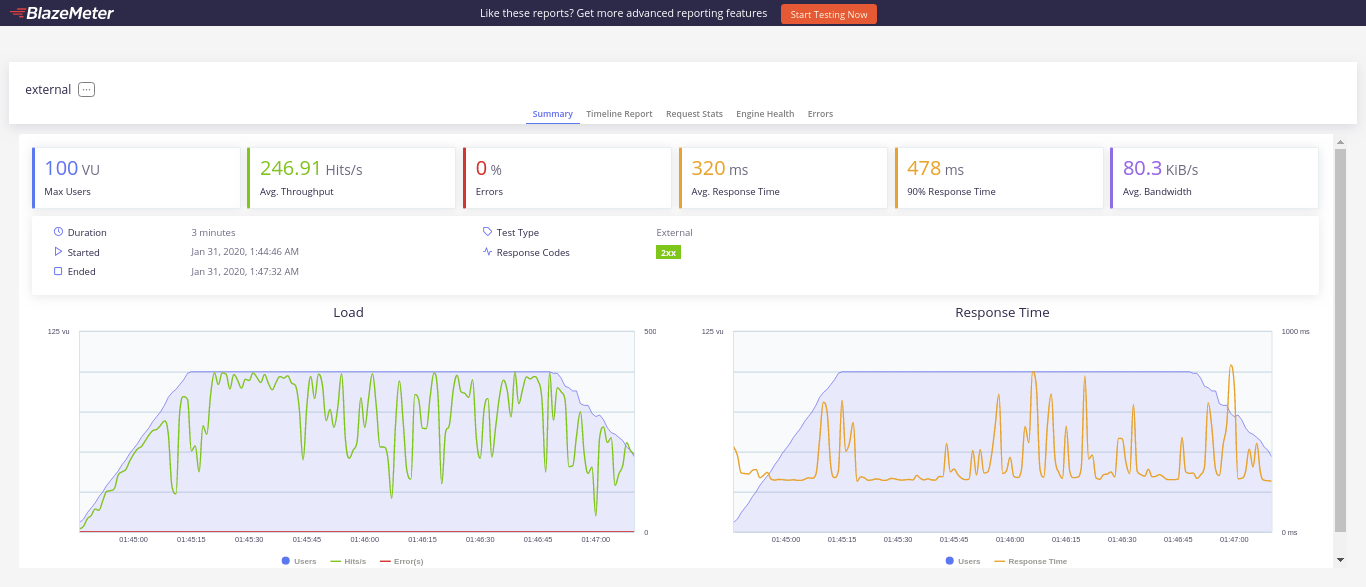 BlazeMeter
Like these reports? Get more advanced reporting features Start Testing Now
external
Summary Timeline Report Request Stats Engine Health Errors
100 VU 246.91 Hits/s 0 % 320 ms 478 ms 80.3 KiB/s
Max Users Avg. Throughput Errors Avg. Response Time 90% Response Time Avg. Bandwidth
Duration 3 minutes Test Type External
Started Jan 31, 2020, 1:44:46 AM Response Codes 2xx
Ended Jan 31, 2020, 1:47:32 AM
Load Response Time
125 vu 500 125 vu 1000 ms
0 0 ms
01:45:00 01:45:15 01:45:30 01:45:45 01:46:00 01:46:15 01:46:30 01:46:45 01:47:00 01:45:00 01:45:15 01:45:30 01:45:45 01:46:00 01:46:15 01:46:30 01:46:45 01:47:00
Users Hits/s Error(s) Users Response Time